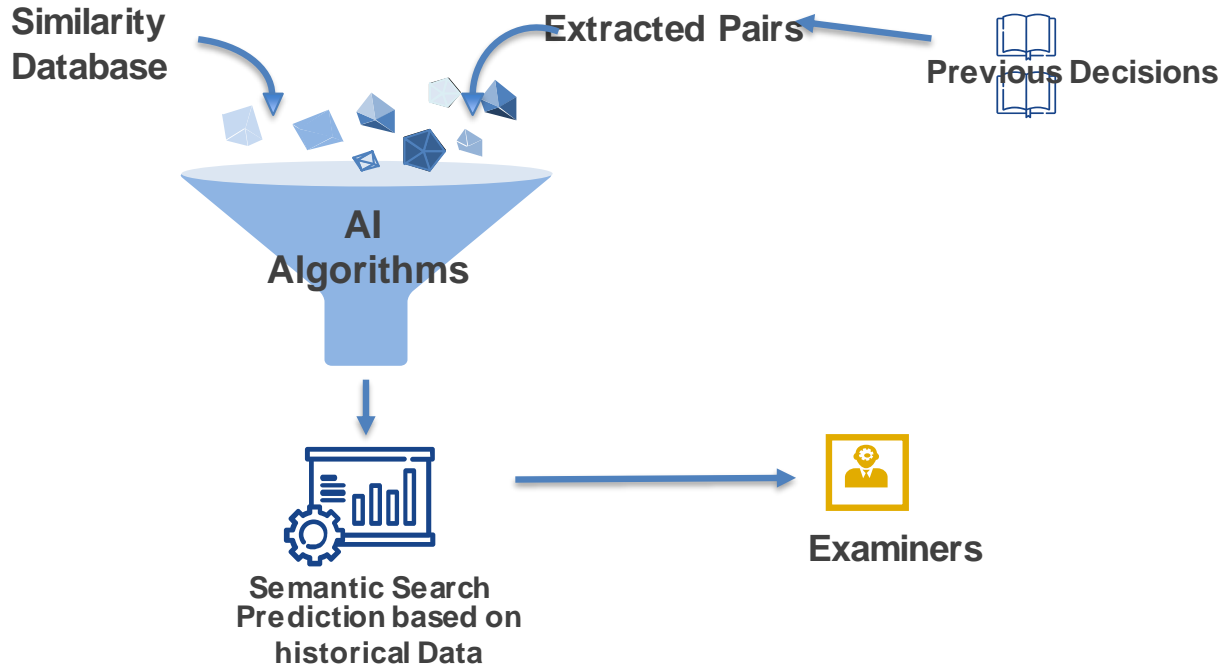 Similarity
Database
Extracted Pairs
Previous Decisions
AI
Algorithms
Semantic Search
Prediction based on
historical Data
Examiners